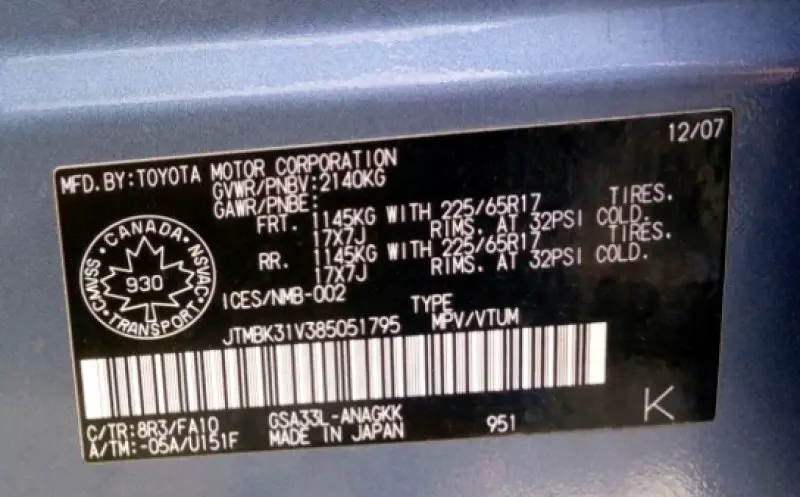 12/07
MFD. BY: TOYOTA MOTOR CORPORATION
GVWR/PNBV: 2140KG
GAWR/PNBE:
FRT. 1145KG WITH 225/65R17 TIRES.
17X7J RIMS. AT 32PSI COLD.
RR. 1145KG WITH 225/65R17 TIRES.
17X7J RIMS. AT 32PSI COLD.
CANADA
CMVSS 930 NSVAC
TRANSPORT
ICES/NMB-002
TYPE
JTMBK31V385051795 MPV/VTUM
C/TR: 8R3/FA10 GSA33L-ANAGKK 951 K
A/TM: -05A/U151F MADE IN JAPAN